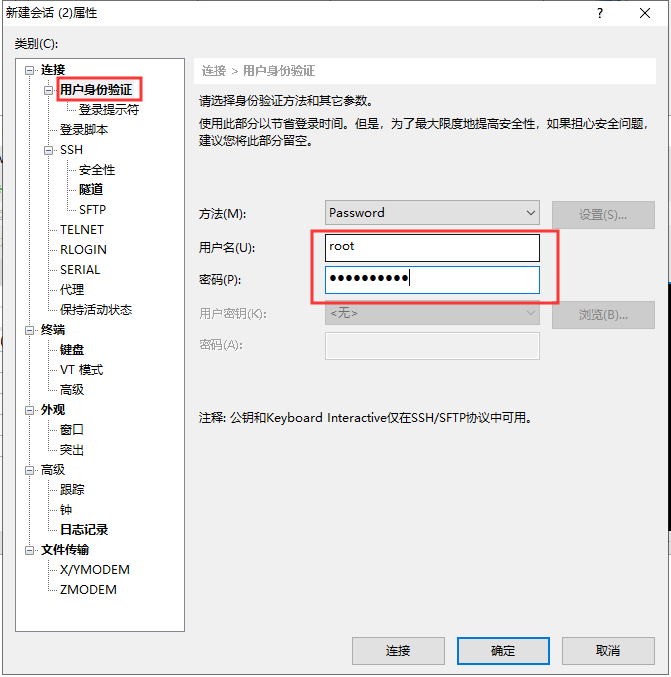 新建会话 (2)属性
?
类别(C):
连接
用户身份验证
登录提示符
登录脚本
SSH
安全性
隧道
SFTP
TELNET
RLOGIN
SERIAL
代理
保持活动状态
终端
键盘
VT 模式
高级
外观
窗口
突出
高级
跟踪
钟
日志记录
文件传输
X/YMODEM
ZMODEM
连接 > 用户身份验证
请选择身份验证方法和其它参数。
使用此部分以节省登录时间。但是，为了最大限度地提高安全性，如果担心安全问题，
建议您将此部分留空。
方法(M):
Password
设置(S)...
用户名(U):
root
密码(P):
●●●●●●●●●●
用户密钥(K):
<无>
浏览(B)...
密码(A):
注释: 公钥和Keyboard Interactive仅在SSH/SFTP协议中可用。
连接
确定
取消